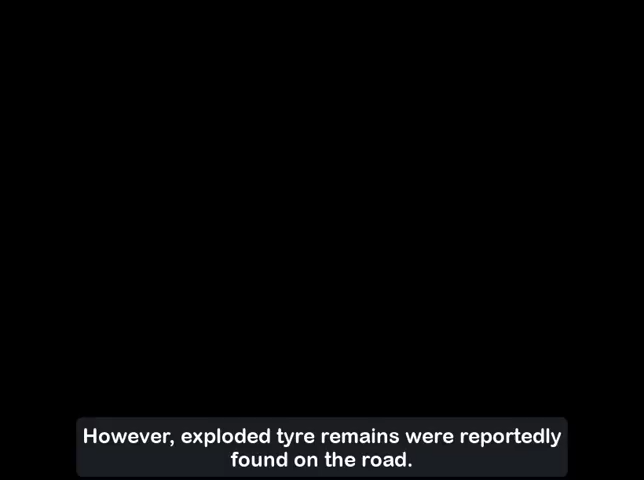 However, exploded tyre remains were reportedly
found on the road.